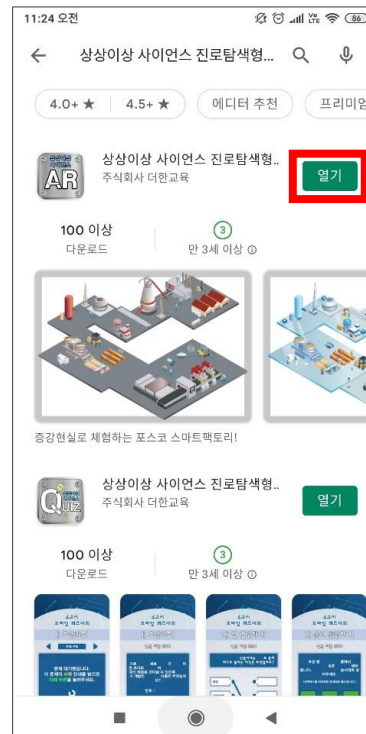 11:24 오전
86
상상이상 사이언스 진로탐색형...
4.0+ ★
4.5+ ★
에디터 추천
프리미엄
상상이상 사이언스 진로탐색형..
주식회사 더한교육
열기
AR
100 이상
다운로드
3
만 3세 이상
증강현실로 체험하는 포스코 스마트팩토리!
상상이상 사이언스 진로탐색형..
주식회사 더한교육
열기
QUIZ
100 이상
다운로드
3
만 3세 이상